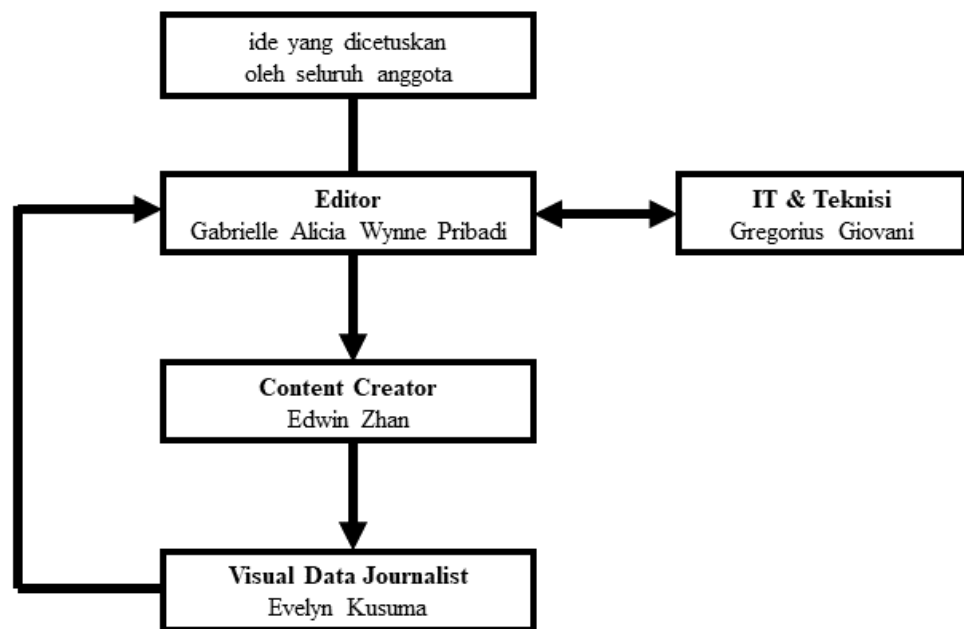 ide yang dicetuskan
oleh seluruh anggota
Editor
Gabrielle Alicia Wynne Pribadi
IT & Teknisi
Gregorius Giovani
Content Creator
Edwin Zhan
Visual Data Journalist
Evelyn Kusuma